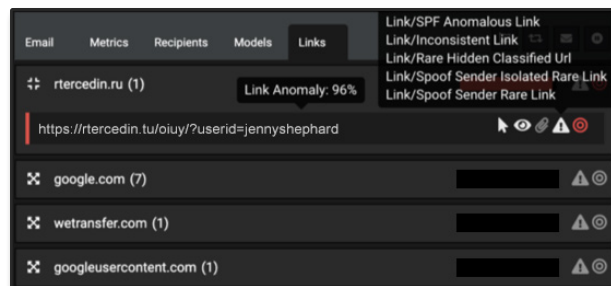 Link/SPF Anomalous Link
Link/Inconsistent Link
Link/Rare Hidden Classified Url
Link/Spoof Sender Isolated Rare Link
Link/Spoof Sender Rare Link
Email Metrics Recipients Models Links
rtercedin.ru (1)
Link Anomaly: 96%
https://rtercedin.tu/oiuy/?userid=jennyshephard
google.com (7)
wetransfer.com (1)
googleusercontent.com (1)